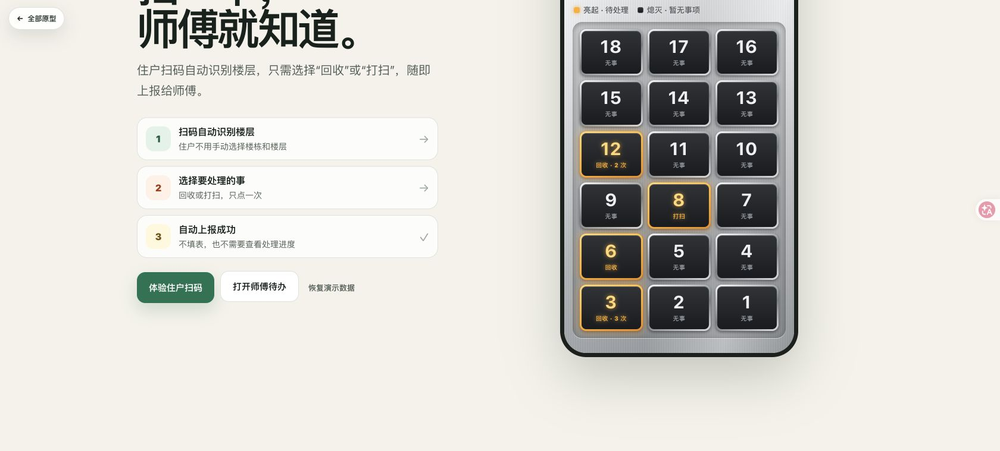 ← 全部原型
师傅就知道。
住户扫码自动识别楼层，只需选择“回收”或“打扫”，随即
上报给师傅。
1
扫码自动识别楼层
住户不用手动选择楼栋和楼层
2
选择要处理的事
回收或打扫，只点一次
3
自动上报成功
不填表，也不需要查看处理进度
体验住户扫码
打开师傅待办
恢复演示数据
亮起 · 待处理
熄灭 · 暂无事项
18
无事
17
无事
16
无事
15
无事
14
无事
13
无事
12
回收 · 2 次
11
无事
10
无事
9
无事
8
打扫
7
无事
6
回收
5
无事
4
无事
3
回收 · 3 次
2
无事
1
无事